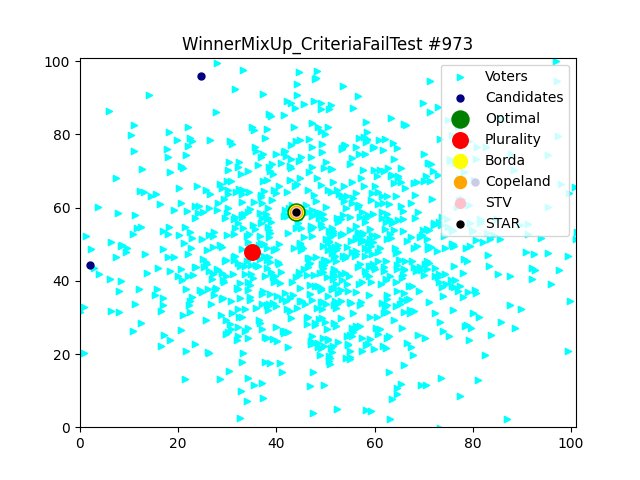 WinnerMixUp_CriteriaFailTest #973
100
80
60
40
20
0
0
20
40
60
80
100
Voters
Candidates
Optimal
Plurality
Borda
Copeland
STV
STAR